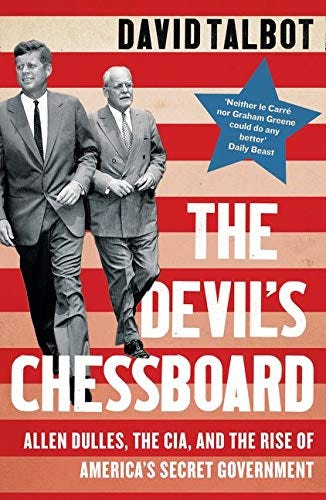 DAVID TALBOT
'Neither le Carré
nor Graham Greene
could do any
better'
Daily Beast
THE
DEVIL'S
CHESSBOARD
ALLEN DULLES, THE CIA, AND THE RISE OF
AMERICA'S SECRET GOVERNMENT